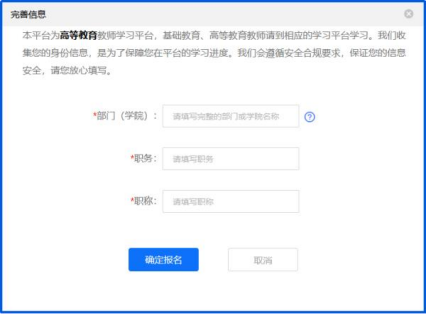 完善信息
本平台为高等教育教师学习平台，基础教育、高等教育教师请到相应的学习平台学习。我们收
集您的身份信息，是为了保障您在平台的学习进度。我们会遵循安全合规要求，保证您的信息
安全，请您放心填写。
*部门（学院）： 请填写完整的部门或学院名称 ?
*职务： 请填写职务
*职称： 请填写职称
确定报名 取消